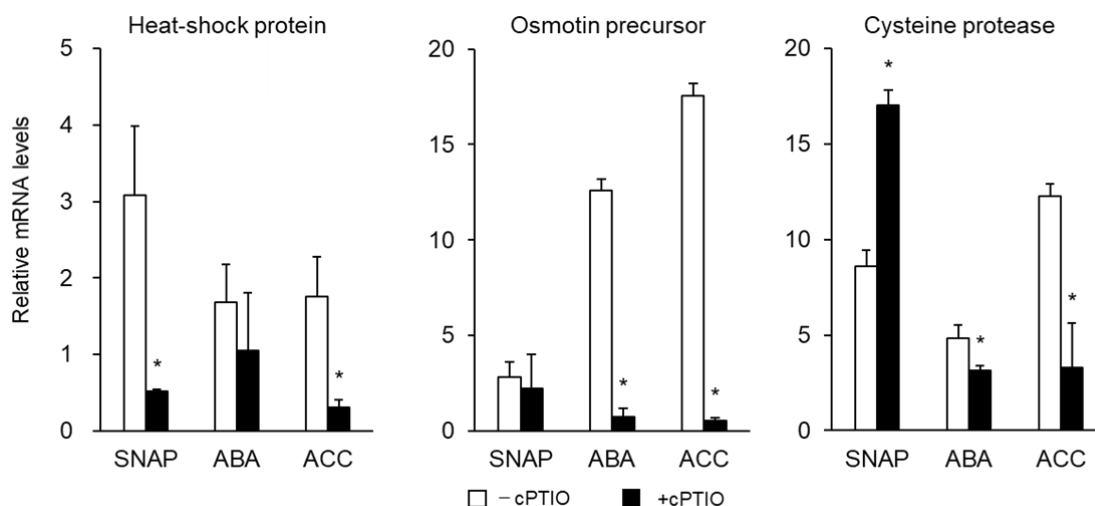 Heat-shock protein
Osmotin precursor
Cysteine protease
Relative mRNA levels
5
4
3
2
1
0
*
*
SNAP ABA ACC
20
15
10
5
0
*
*
SNAP ABA ACC
20
15
10
5
0
*
*
*
SNAP ABA ACC
– cPTIO +cPTIO